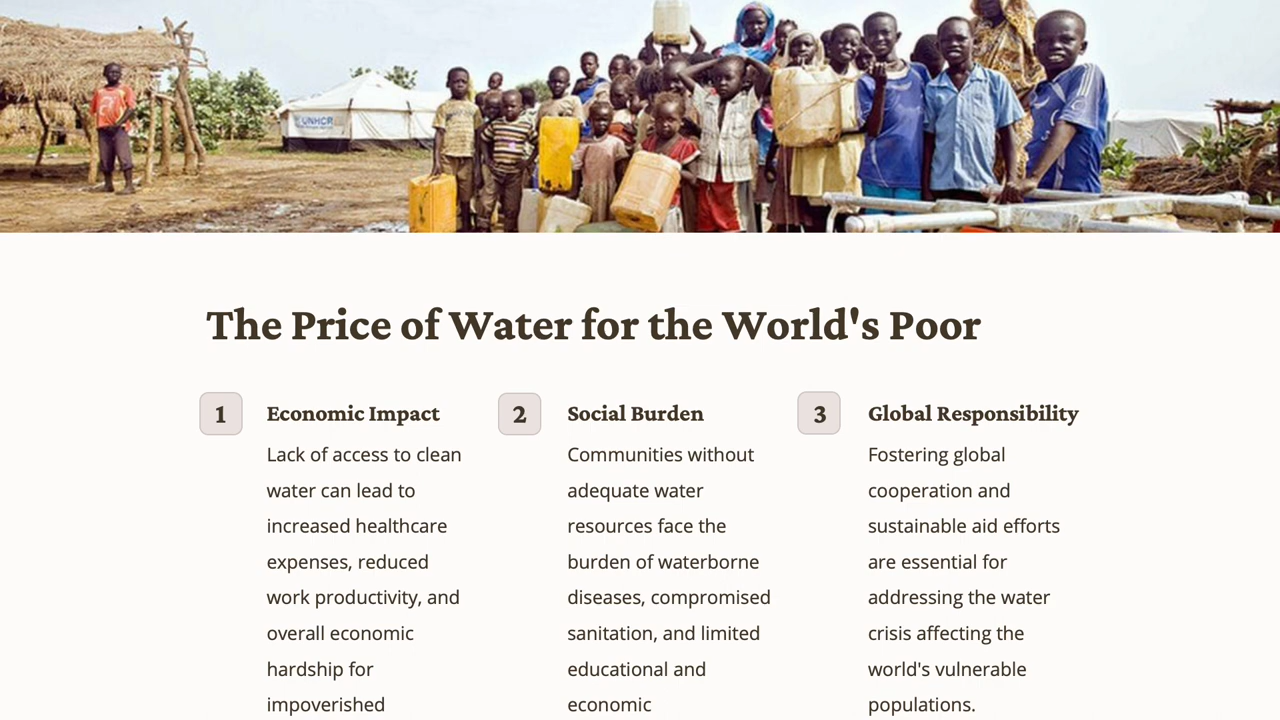 UNHCR
The Price of Water for the World's Poor
1
Economic Impact
Lack of access to clean
water can lead to
increased healthcare
expenses, reduced
work productivity, and
overall economic
hardship for
impoverished
2
Social Burden
Communities without
adequate water
resources face the
burden of waterborne
diseases, compromised
sanitation, and limited
educational and
economic
3
Global Responsibility
Fostering global
cooperation and
sustainable aid efforts
are essential for
addressing the water
crisis affecting the
world's vulnerable
populations.